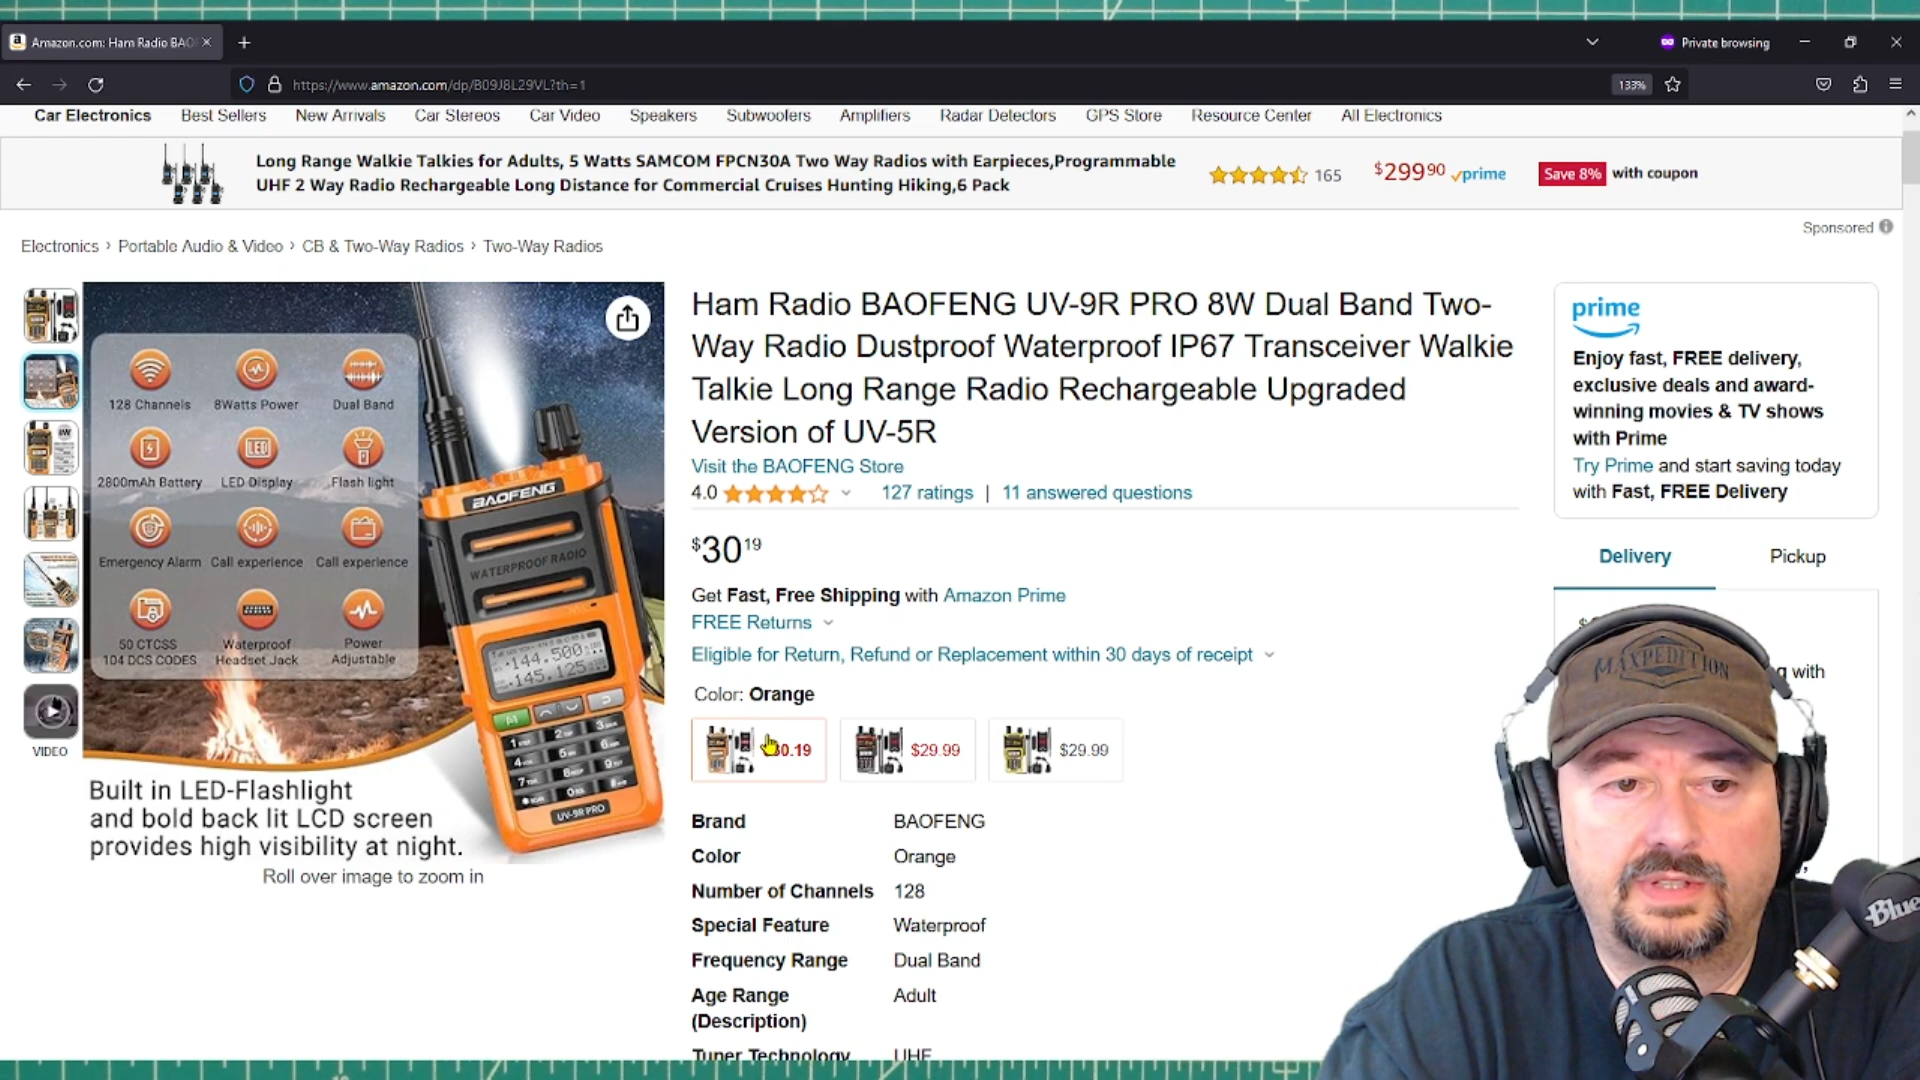 Amazon.com: Ham Radio BAO
Private browsing
https://www.amazon.com/dp/B09J8L29VL?th=1
133%
Car Electronics Best Sellers New Arrivals Car Stereos Car Video Speakers Subwoofers Amplifiers Radar Detectors GPS Store Resource Center All Electronics
Long Range Walkie Talkies for Adults, 5 Watts SAMCOM FPCN30A Two Way Radios with Earpieces,Programmable
UHF 2 Way Radio Rechargeable Long Distance for Commercial Cruises Hunting Hiking,6 Pack
165
$299 90
prime
Save 8% with coupon
Sponsored
Electronics › Portable Audio & Video › CB & Two-Way Radios › Two-Way Radios
128 Channels 8Watts Power Dual Band
2800mAh Battery LED Display Flash light
Emergency Alarm Call experience Call experience
50 CTCSS
104 DCS CODES
Waterproof
Headset Jack
Power
Adjustable
LED
BAOFENG
WATERPROOF RADIO
144.500
145.125
UV-9R PRO
Built in LED-Flashlight
and bold back lit LCD screen
provides high visibility at night.
Roll over image to zoom in
VIDEO
Ham Radio BAOFENG UV-9R PRO 8W Dual Band Two-
Way Radio Dustproof Waterproof IP67 Transceiver Walkie
Talkie Long Range Radio Rechargeable Upgraded
Version of UV-5R
Visit the BAOFENG Store
4.0 127 ratings | 11 answered questions
$30 19
Get Fast, Free Shipping with Amazon Prime
FREE Returns
Eligible for Return, Refund or Replacement within 30 days of receipt
Color: Orange
0.19 $29.99 $29.99
Brand BAOFENG
Color Orange
Number of Channels 128
Special Feature Waterproof
Frequency Range Dual Band
Age Range Adult
(Description)
Tuner Technology UHF
prime
Enjoy fast, FREE delivery,
exclusive deals and award-
winning movies & TV shows
with Prime
Try Prime and start saving today
with Fast, FREE Delivery
Delivery Pickup
with
MAXPEDITION
Blue